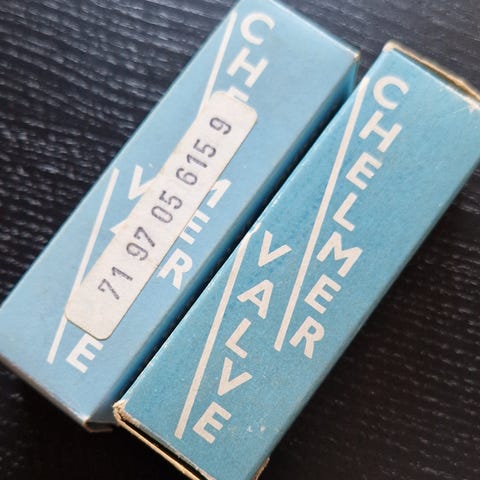 CHELMER
VALVE
71 97 05 615 9
CHELMER
VALVE